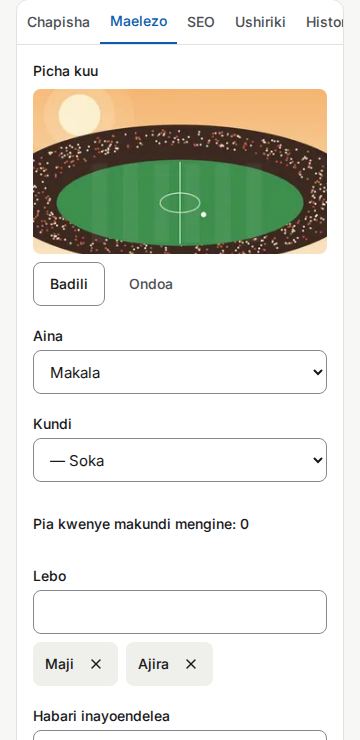 Chapisha Maelezo SEO Ushiriki Histor
Picha kuu
Badili Ondoa
Aina
Makala
Kundi
— Soka
Pia kwenye makundi mengine: 0
Lebo
Maji × Ajira ×
Habari inayoendelea